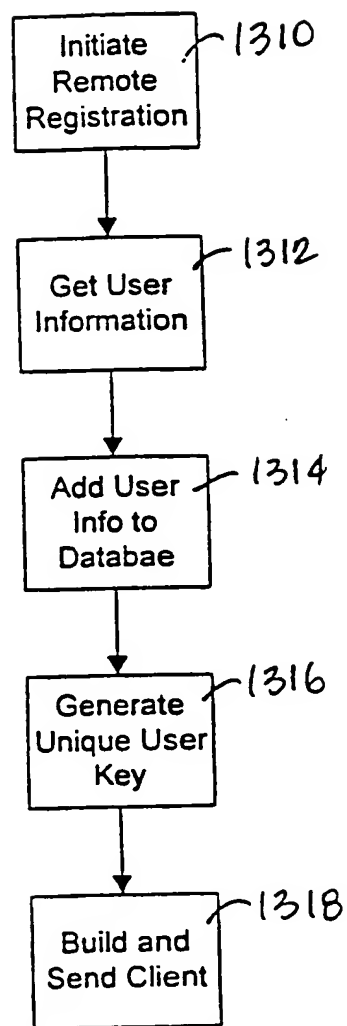 Initiate
Remote
Registration
1310
Get User
Information
1312
Add User
Info to
Databae
1314
Generate
Unique User
Key
1316
Build and
Send Client
1318